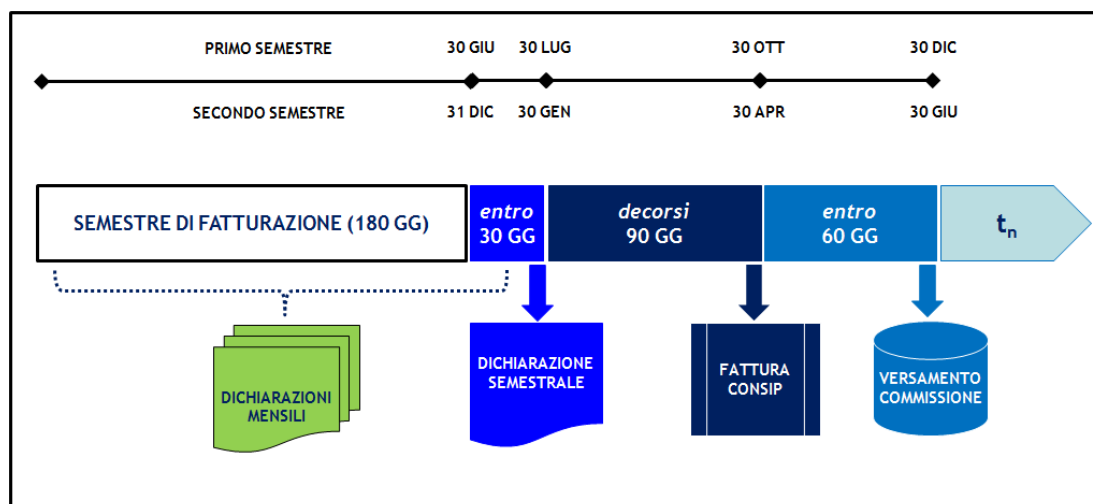 PRIMO SEMESTRE
30 GIU
30 LUG
30 OTT
30 DIC
SECONDO SEMESTRE
31 DIC
30 GEN
30 APR
30 GIU
SEMESTRE DI FATTURAZIONE (180 GG)
entro
30 GG
decorsi
90 GG
entro
60 GG
tn
DICHIARAZIONI
MENSILI
DICHIARAZIONE
SEMESTRALE
FATTURA
CONSIP
VERSAMENTO
COMMISSIONE